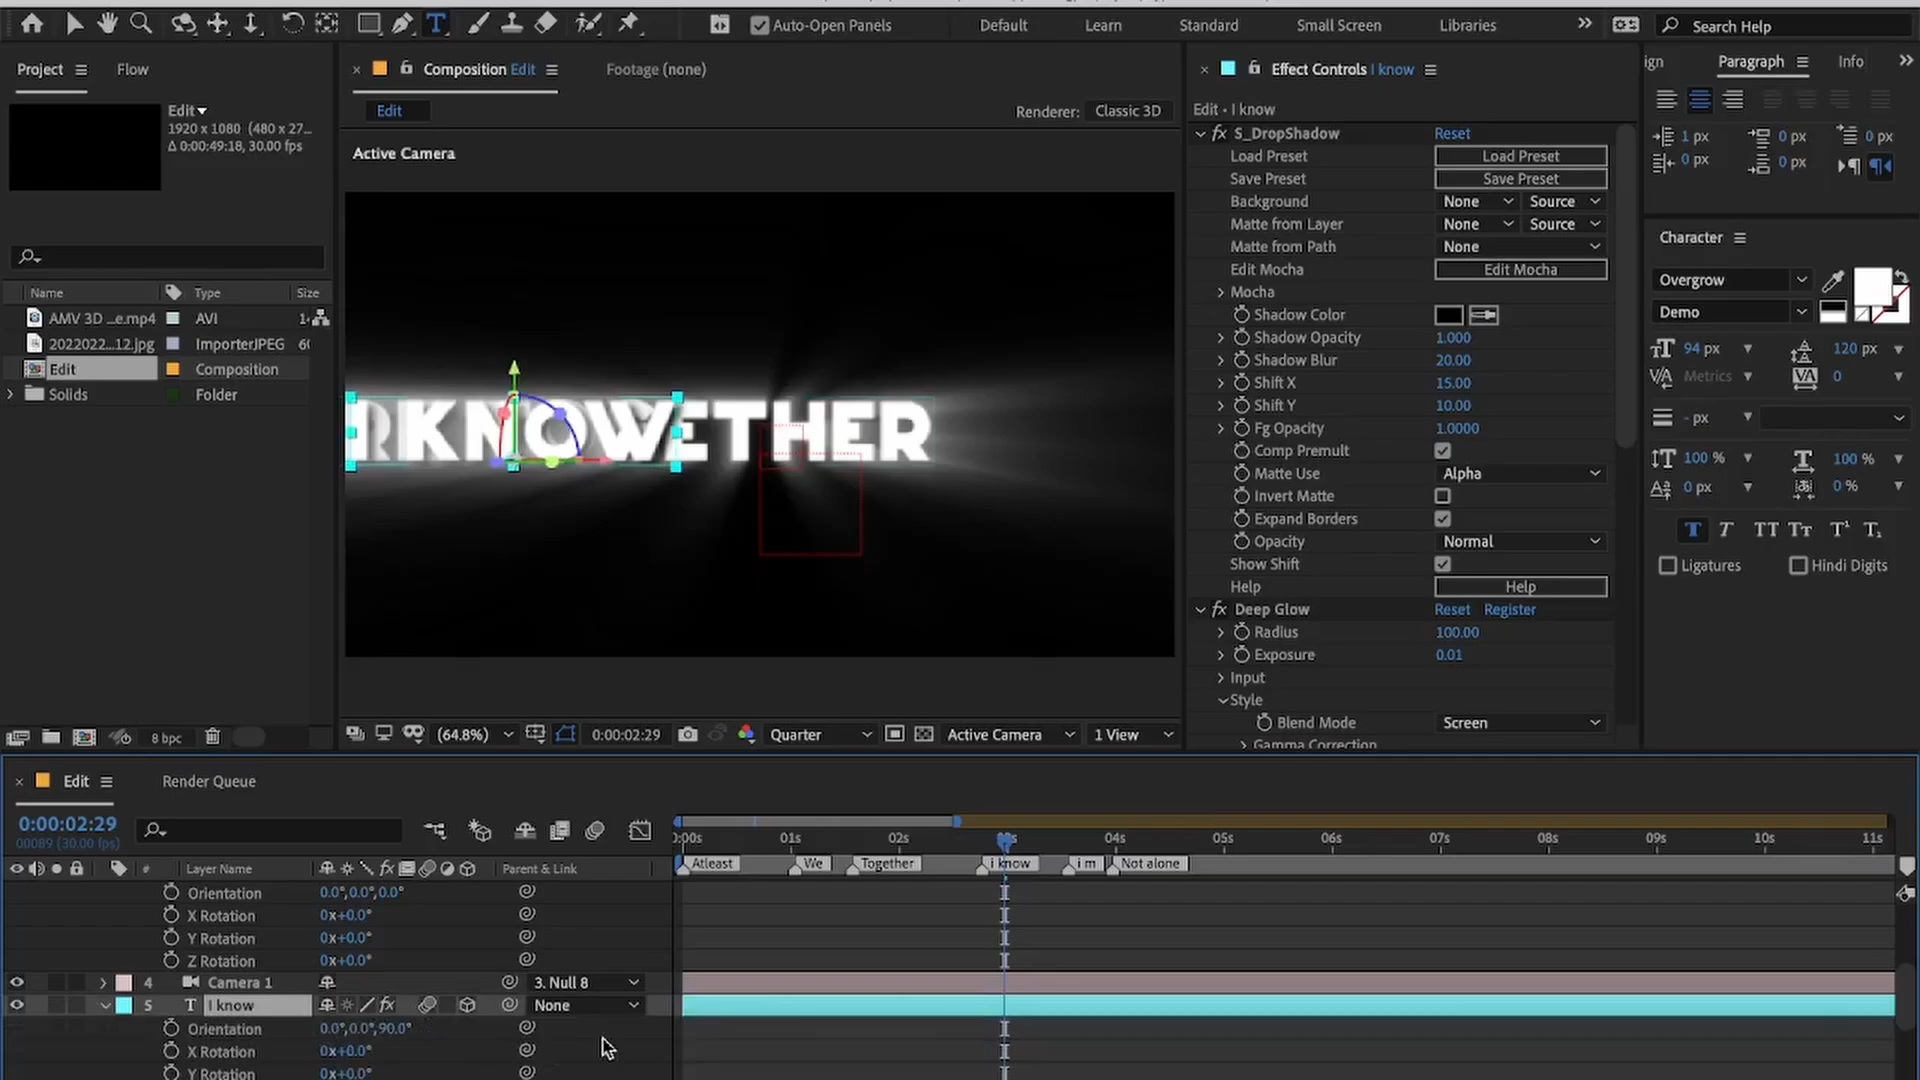 Auto-Open Panels
Default
Learn
Standard
Small Screen
Libraries
Search Help
Project
Flow
Composition Edit
Footage (none)
Effect Controls I know
ign
Paragraph
Info
Edit
1920 x 1080 (480 x 27...
Δ 0:00:49:18, 30.00 fps
Edit
Renderer:
Classic 3D
Edit • I know
Active Camera
S_DropShadow
Reset
Load Preset
Load Preset
Save Preset
Save Preset
Background
None
Source
Matte from Layer
None
Source
Matte from Path
None
Edit Mocha
Edit Mocha
Mocha
Shadow Color
Shadow Opacity
1.000
Shadow Blur
20.00
Shift X
15.00
Shift Y
10.00
Fg Opacity
1.0000
Comp Premult
Matte Use
Alpha
Invert Matte
Expand Borders
Opacity
Normal
Show Shift
Help
Help
Deep Glow
Reset
Register
Radius
100.00
Exposure
0.01
Input
Style
Blend Mode
Screen
Gamma Correction
1 px
0 px
0 px
0 px
0 px
Character
Overgrow
Demo
94 px
120 px
Metrics
0
- px
100 %
100 %
0 px
0 %
T
T
TT
Tt
T¹
T₁
Ligatures
Hindi Digits
Name
Type
Size
AMV 3D ...e.mp4
AVI
2022022...12.jpg
ImporterJPEG
Edit
Composition
Solids
Folder
KNOWETHER
8 bpc
(64.8%)
0:00:02:29
Quarter
Active Camera
1 View
Edit
Render Queue
0:00:02:29
00089 (30.00 fps)
01s
02s
04s
05s
06s
07s
08s
09s
10s
11s
Atleast
We
Together
i know
i m
Not alone
#
Layer Name
Parent & Link
Orientation
0.0°,0.0°,0.0°
X Rotation
0x+0.0°
Y Rotation
0x+0.0°
Z Rotation
0x+0.0°
4
Camera 1
3. Null 8
5
T
I know
None
Orientation
0.0°,0.0°,90.0°
X Rotation
0x+0.0°
Y Rotation
0x+0.0°